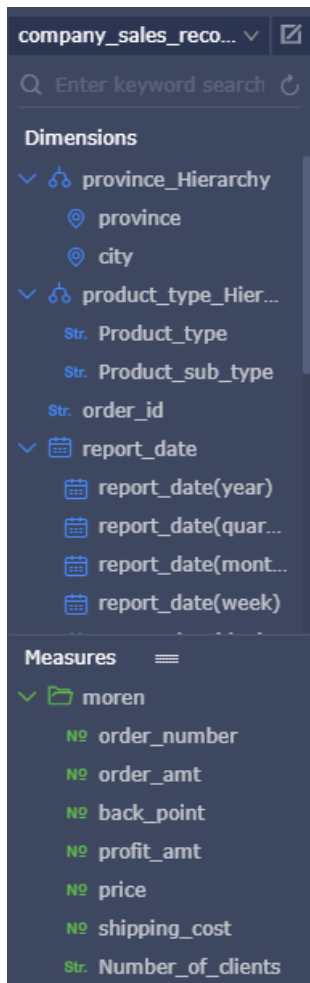 company_sales_reco...
Enter keyword search
Dimensions
province_Hierarchy
province
city
product_type_Hier...
Str. Product_type
Str. Product_sub_type
Str. order_id
report_date
report_date(year)
report_date(quar...
report_date(mont...
report_date(week)
Measures
moren
Nº order_number
Nº order_amt
Nº back_point
Nº profit_amt
Nº price
Nº shipping_cost
Str. Number_of_clients